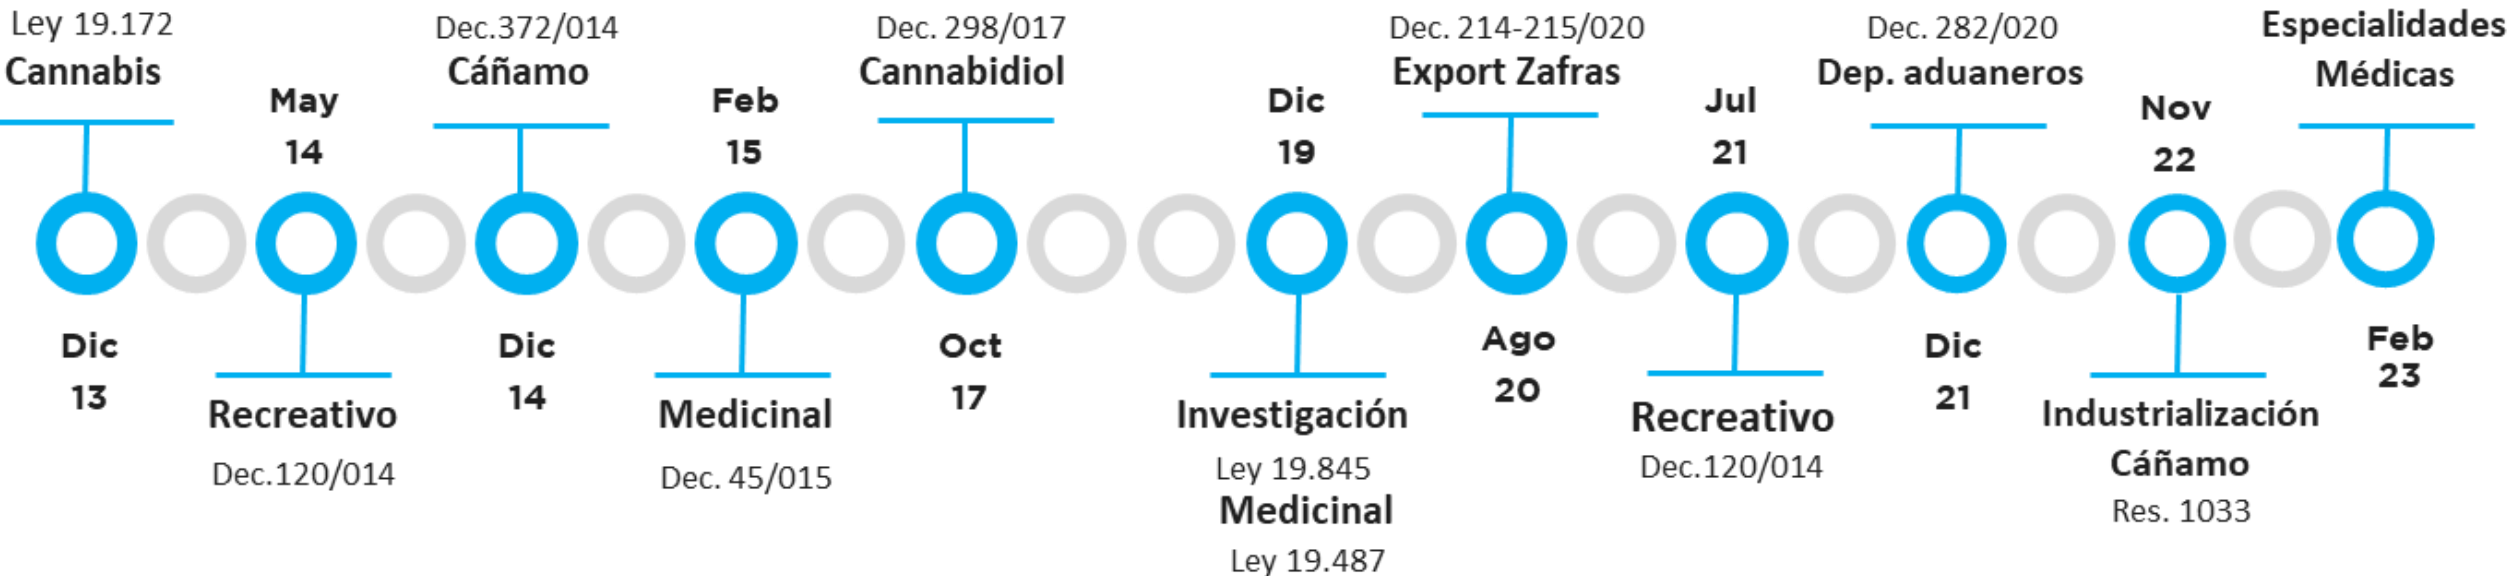 Ley 19.172
Cannabis
Dic
13
May
14
Recreativo
Dec.120/014
Dec.372/014
Cáñamo
Dic
14
Feb
15
Medicinal
Dec. 45/015
Dec. 298/017
Cannabidiol
Oct
17
Dic
19
Investigación
Ley 19.845
Medicinal
Ley 19.487
Dec. 214-215/020
Export Zafras
Ago
20
Jul
21
Recreativo
Dec.120/014
Dec. 282/020
Dep. aduaneros
Dic
21
Nov
22
Industrialización
Cáñamo
Res. 1033
Especialidades
Médicas
Feb
23